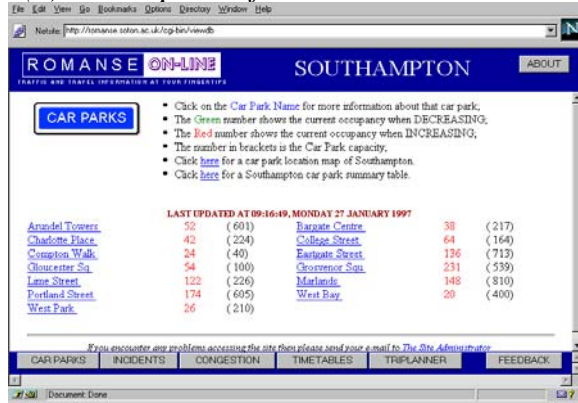 File Edit View Go Bookmarks Options Directory Window Help
Netsite: http://romanse.soton.ac.uk/cgi-bin/viewdb
N
ROMANSE ON-LINE
TRAFFIC AND TRAVEL INFORMATION AT YOUR FINGERTIPS
SOUTHAMPTON
ABOUT
CAR PARKS
• Click on the Car Park Name for more information about that car park;
• The Green number shows the current occupancy when DECREASING;
• The Red number shows the current occupancy when INCREASING;
• The number in brackets is the Car Park capacity;
• Click here for a car park location map of Southampton.
• Click here for a Southampton car park summary table.
LAST UPDATED AT 09:16:49, MONDAY 27 JANUARY 1997
Arundel Towers 52 (601) Bargate Centre 38 (217)
Charlotte Place 42 (224) College Street 64 (164)
Compton Walk 24 (40) Eastgate Street 136 (713)
Gloucester Sq 54 (100) Grosvenor Squ 231 (539)
Lime Street 122 (226) Marlands 148 (810)
Portland Street 174 (605) West Bay 20 (400)
West Park 26 (210)
If you encounter any problems accessing the site then please send your e-mail to The Site Administrator
CAR PARKS INCIDENTS CONGESTION TIMETABLES TRIPLANNER FEEDBACK
Document: Done